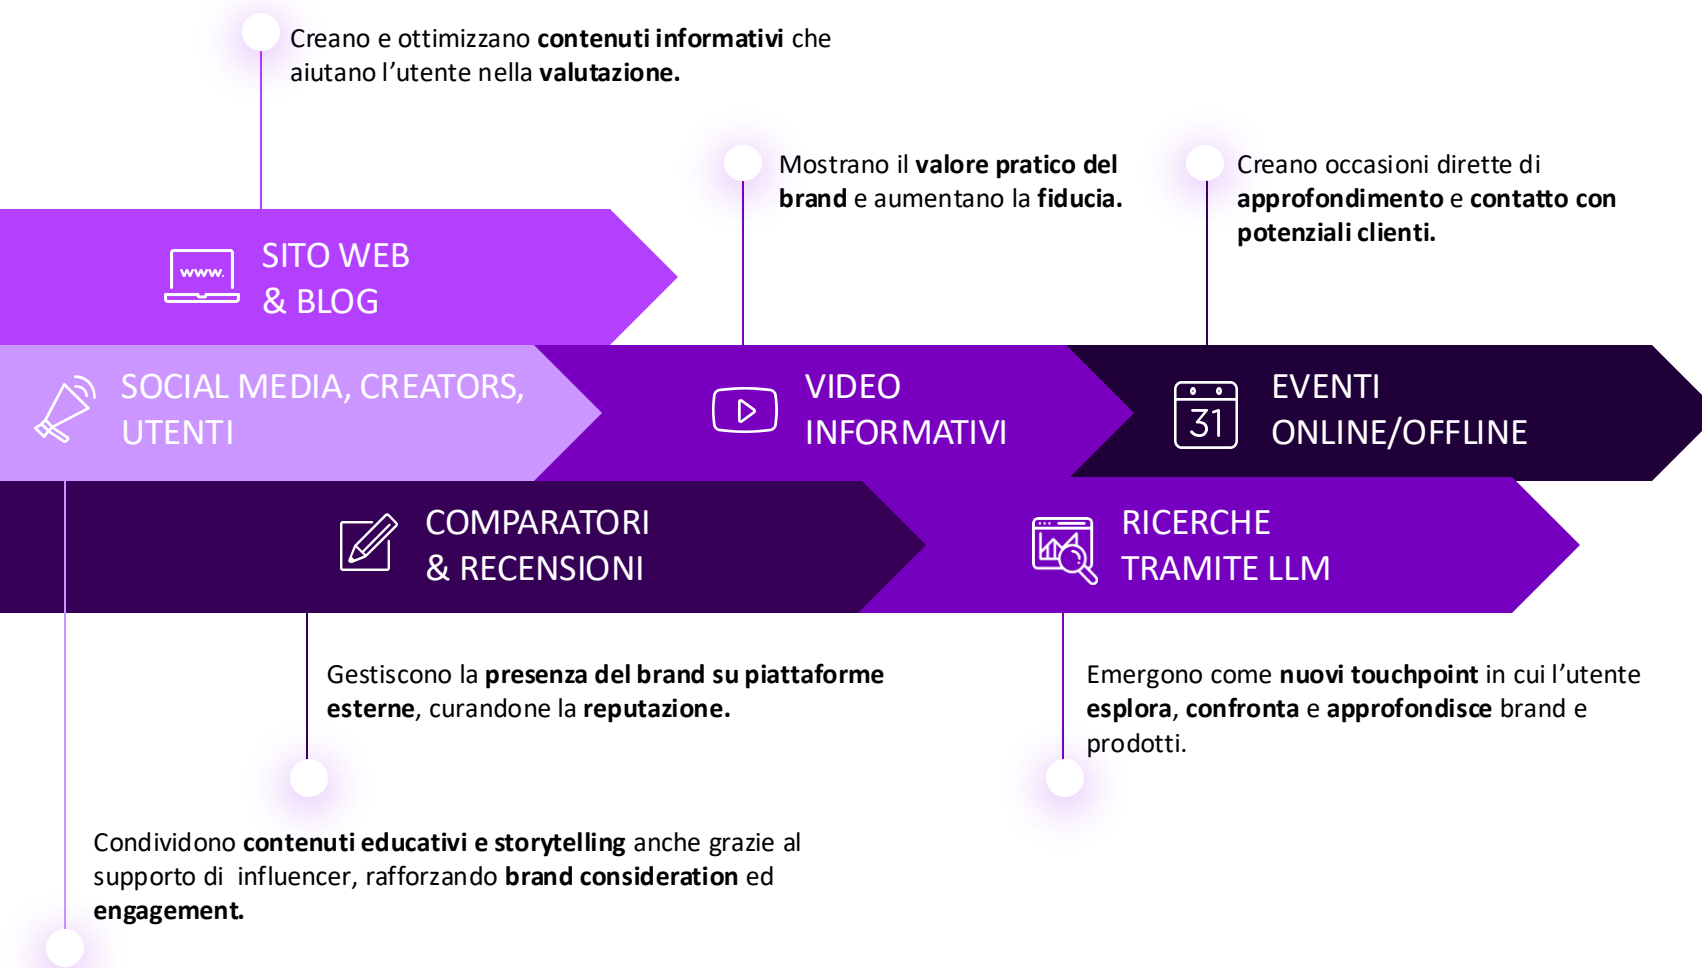 Creano e ottimizzano contenuti informativi che
aiutano l'utente nella valutazione.
Mostrano il valore pratico del
brand e aumentano la fiducia.
Creano occasioni dirette di
approfondimento e contatto con
potenziali clienti.
www.
SITO WEB
& BLOG
SOCIAL MEDIA, CREATORS,
UTENTI
VIDEO
INFORMATIVI
31
EVENTI
ONLINE/OFFLINE
COMPARATORI
& RECENSIONI
RICERCHE
TRAMITE LLM
Gestiscono la presenza del brand su piattaforme
esterne, curandone la reputazione.
Emergono come nuovi touchpoint in cui l'utente
esplora, confronta e approfondisce brand e
prodotti.
Condividono contenuti educativi e storytelling anche grazie al
supporto di  influencer, rafforzando brand consideration ed
engagement.